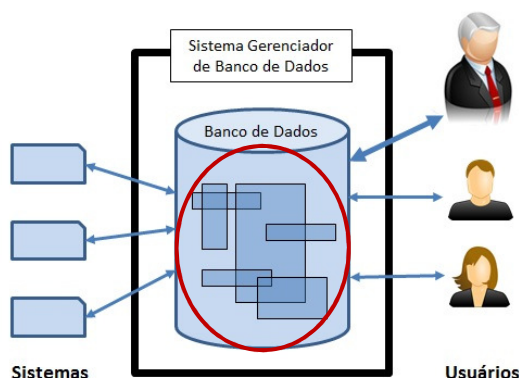 Sistema Gerenciador
de Banco de Dados
Banco de Dados
Sistemas
Usuários